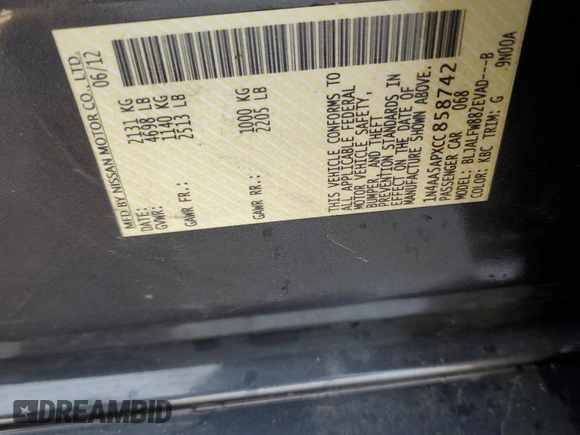 MFD BY NISSAN MOTOR CO., LTD.
DATE: 06/12
GVWR: 2131 KG
4698 LB
GAWR FR.: 1140 KG
2513 LB
GAWR RR.: 1000 KG
2205 LB
THIS VEHICLE CONFORMS TO
ALL APPLICABLE FEDERAL
MOTOR VEHICLE SAFETY,
BUMPER, AND THEFT
PREVENTION STANDARDS IN
EFFECT ON THE DATE OF
MANUFACTURE SHOWN ABOVE.
1N4AA5APXCC858742
PASSENGER CAR 068
MODEL: BLJALFW882EVAD---B
COLOR: KBC TRIM: G 9N00A
DREAMBID